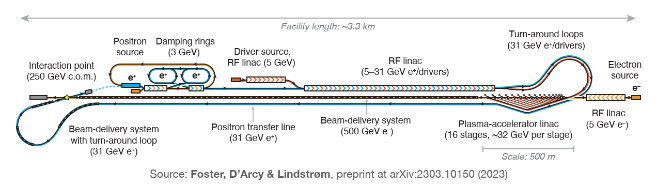 Facility length: ~3.3 km
Positron source
Damping rings (3 GeV)
Driver source, RF linac (5 GeV)
RF linac (5–31 GeV e⁺/drivers)
Turn-around loops (31 GeV e⁺/drivers)
Electron source
Interaction point (250 GeV c.o.m.)
e⁺
e⁺
e⁺
e⁻
Beam-delivery system with turn-around loop (31 GeV e⁺)
Positron transfer line (31 GeV e⁺)
Beam-delivery system (500 GeV e⁻)
Plasma-accelerator linac (16 stages, ~32 GeV per stage)
RF linac (5 GeV e⁻)
Scale: 500 m
Source: Foster, D'Arcy & Lindstrøm, preprint at arXiv:2303.10150 (2023)